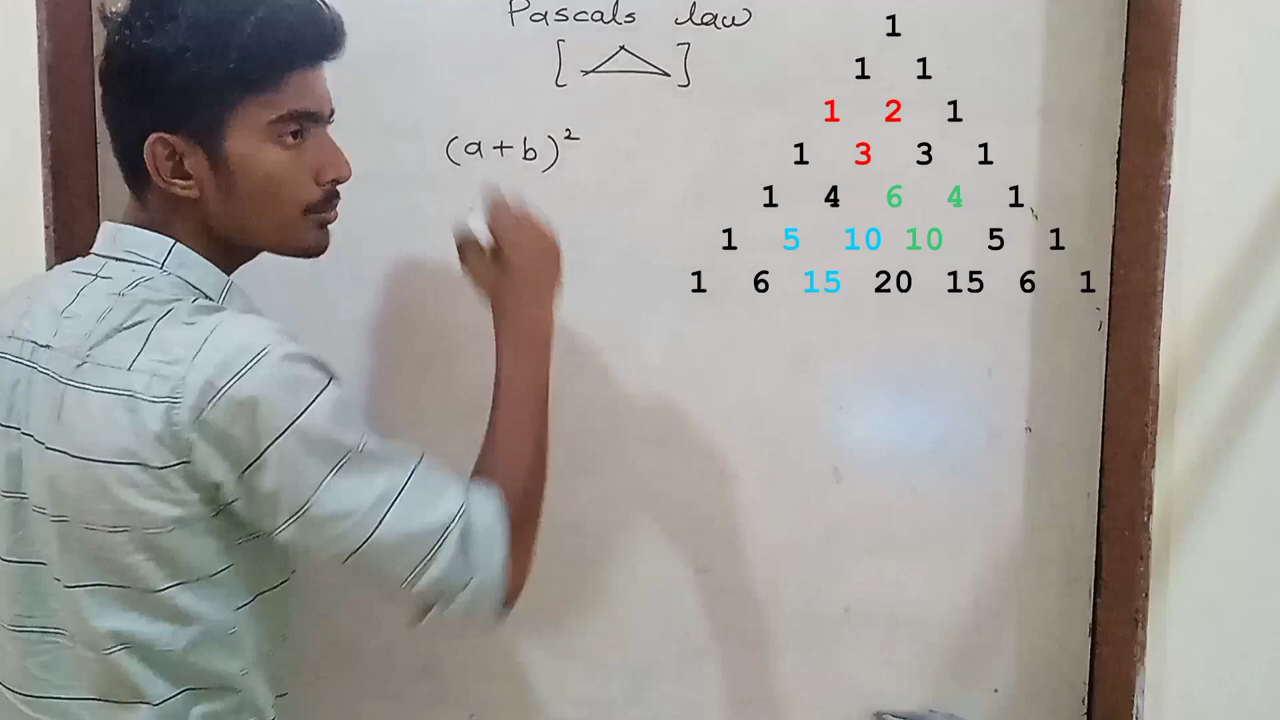 Pascals law
[ ]
(a+b)²
1
1 1
1 2 1
1 3 3 1
1 4 6 4 1
1 5 10 10 5 1
1 6 15 20 15 6 1